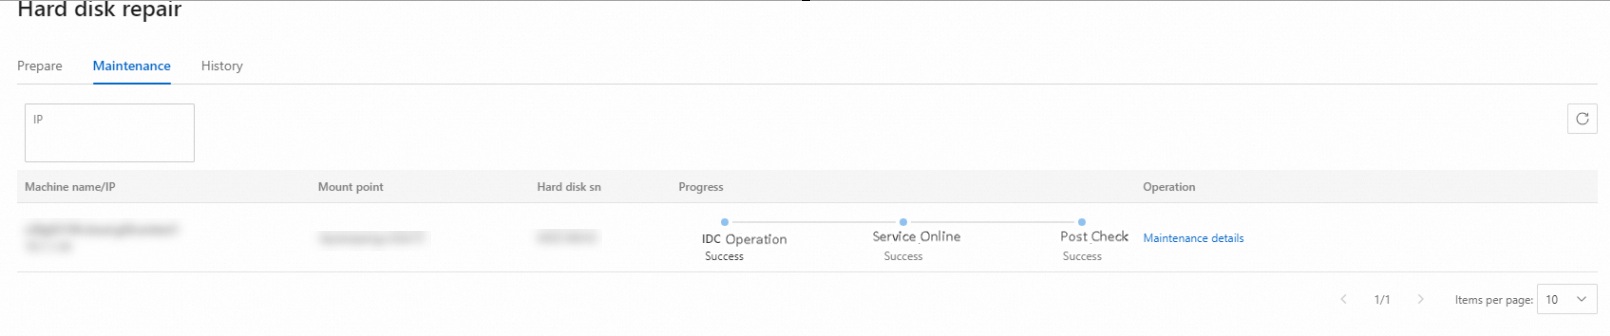 Hard disk repair
Prepare Maintenance History
IP
Machine name/IP Mount point Hard disk sn Progress Operation
IDC Operation Service Online Post Check Maintenance details
Success Success Success
1/1 Items per page: 10